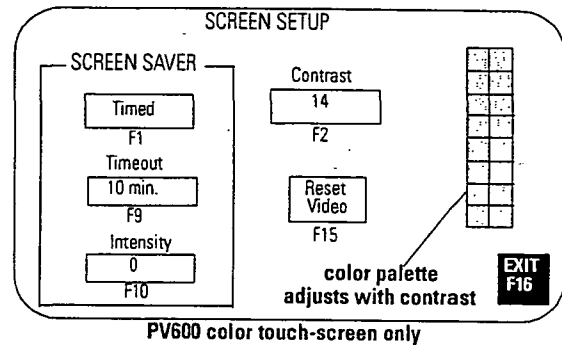 SCREEN SETUP
SCREEN SAVER
Timed
F1
Timeout
10 min.
F9
Intensity
0
F10
Contrast
14
F2
Reset
Video
F15
color palette
adjusts with contrast
EXIT
F16
PV600 color touch-screen only